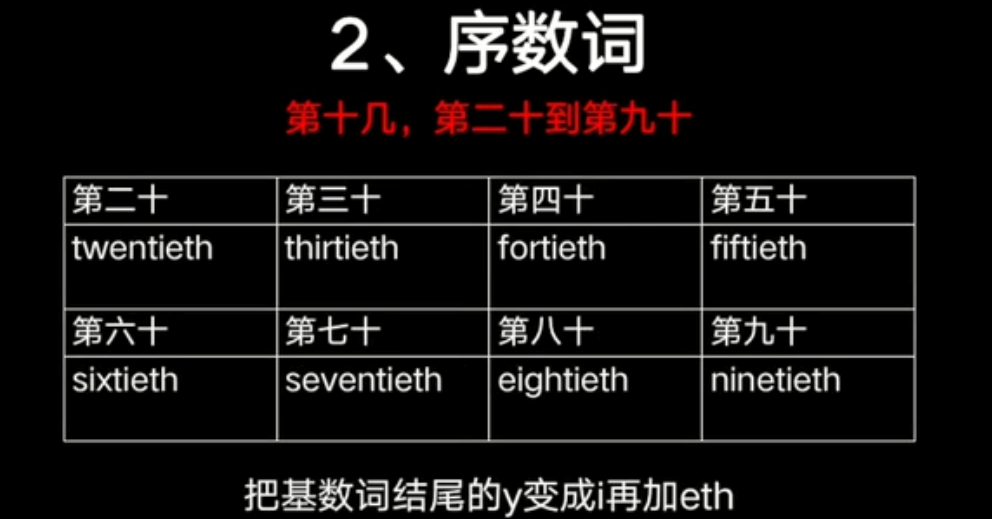 2、序数词
第十几，第二十到第九十
第二十 第三十 第四十 第五十
twentieth thirtieth fortieth fiftieth
第六十 第七十 第八十 第九十
sixtieth seventieth eightieth ninetieth
把基数词结尾的y变成i再加eth